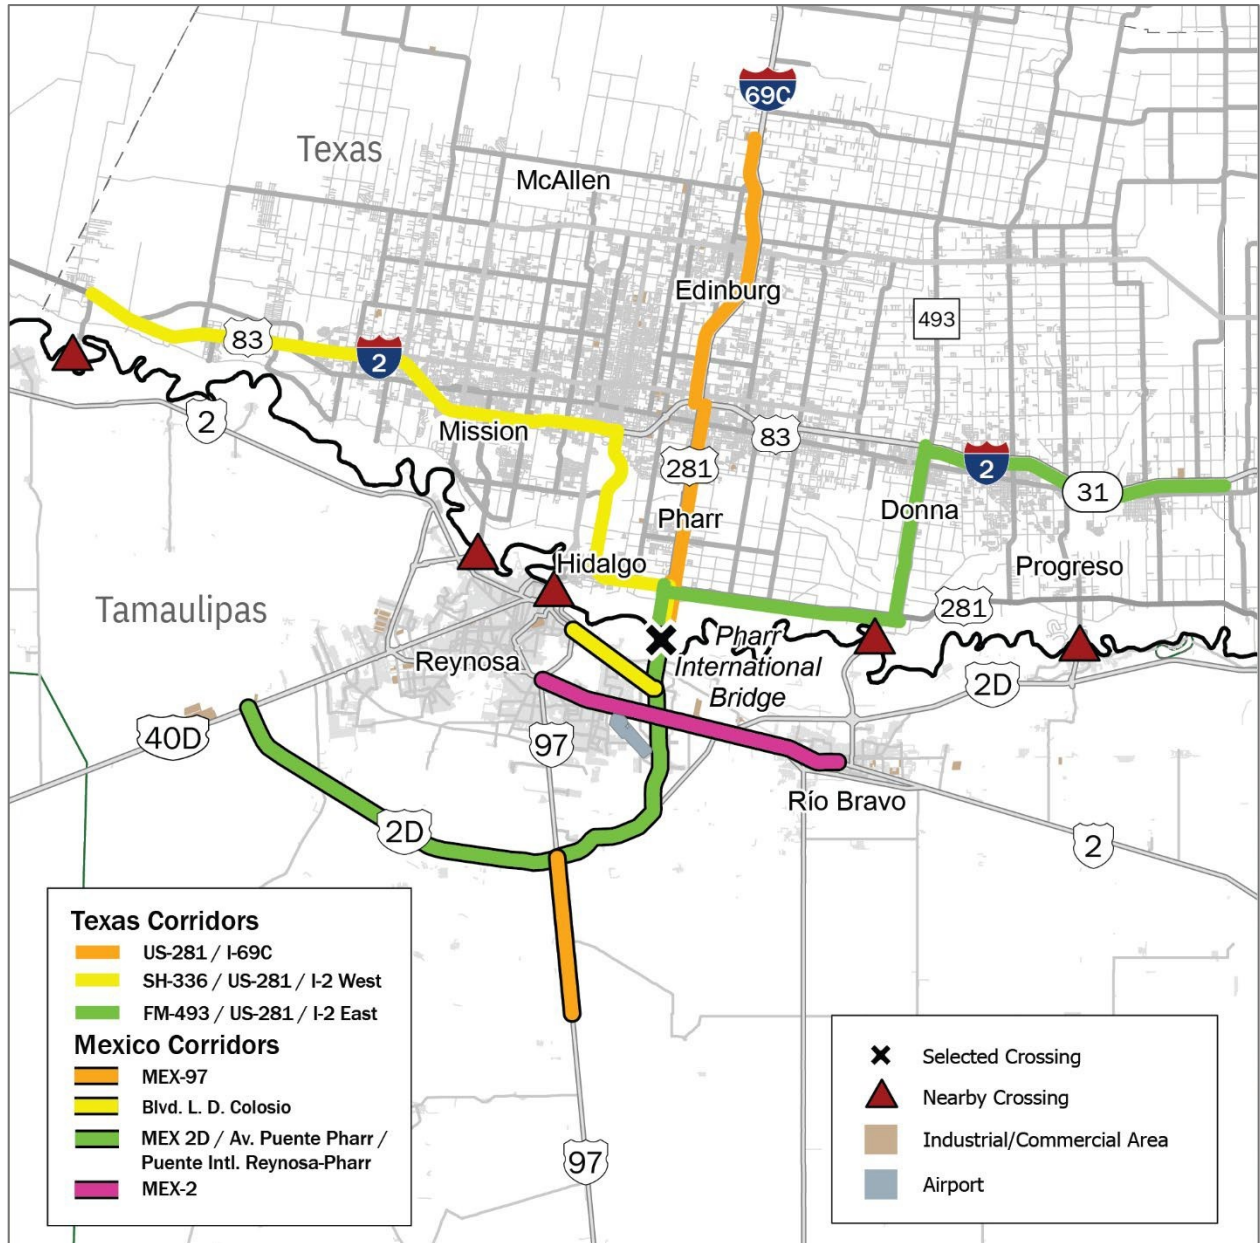 69C
Texas
McAllen
Edinburg
493
83
2
2
Mission
83
281
2
31
Pharr
Donna
Hidalgo
Progreso
Tamaulipas
281
Reynosa
Pharr
International
Bridge
2D
40D
97
Río Bravo
2D
2
97
Texas Corridors
US-281 / I-69C
SH-336 / US-281 / I-2 West
FM-493 / US-281 / I-2 East
Mexico Corridors
MEX-97
Blvd. L. D. Colosio
MEX 2D / Av. Puente Pharr /
Puente Intl. Reynosa-Pharr
MEX-2
Selected Crossing
Nearby Crossing
Industrial/Commercial Area
Airport